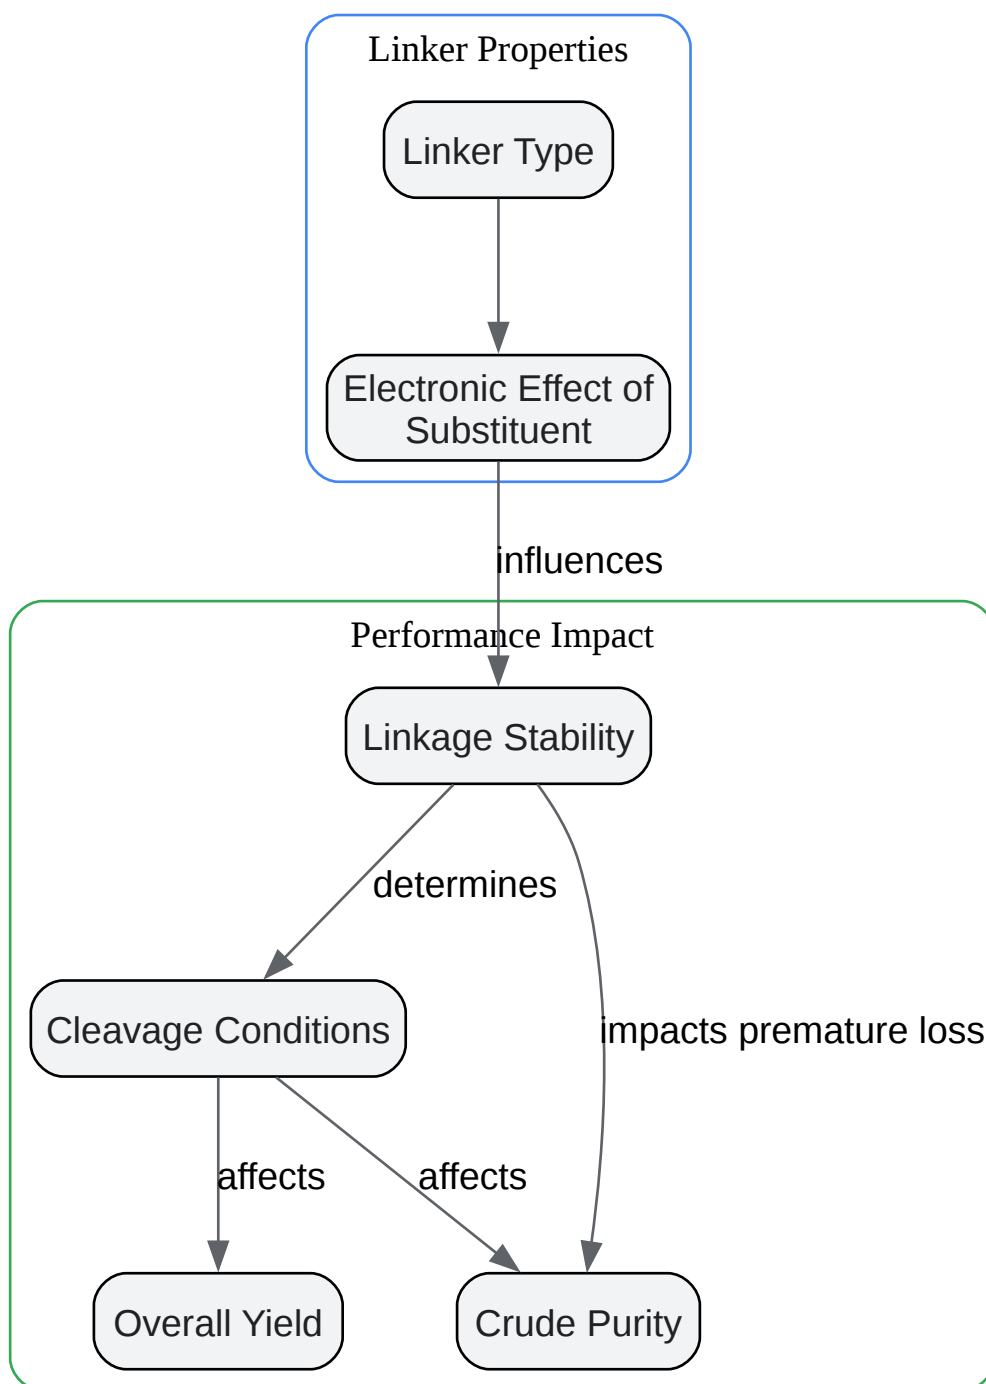 Linker Properties
Linker Type
Electronic Effect of
Substituent
influences
Performance Impact
Linkage Stability
determines
Cleavage Conditions
impacts premature loss
affects
affects
Overall Yield
Crude Purity